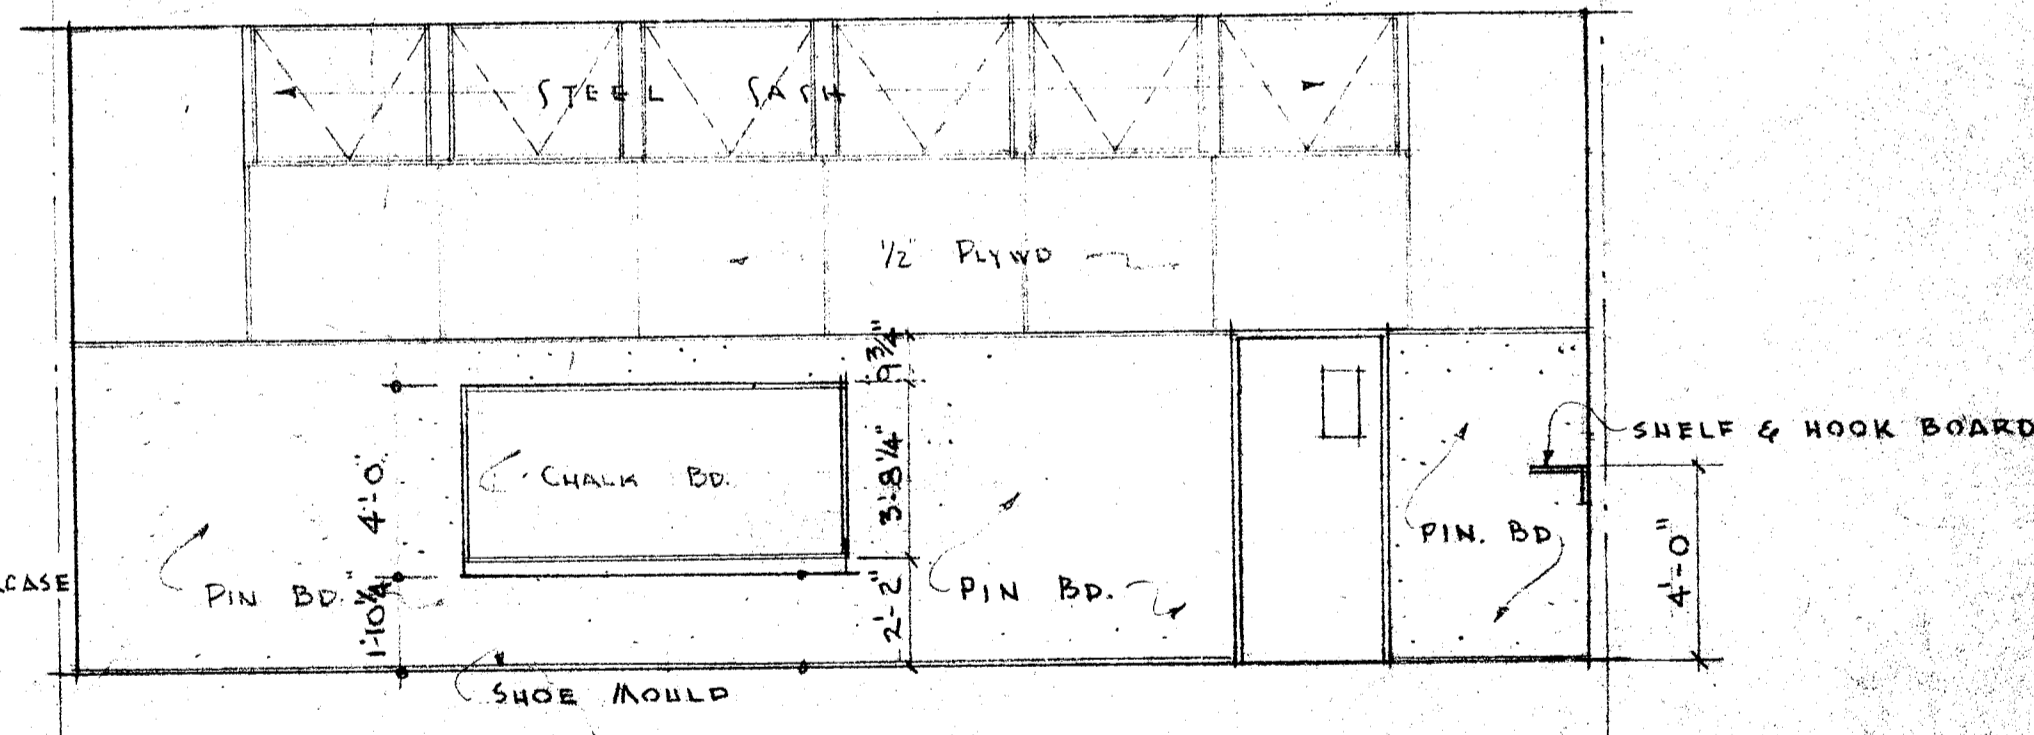 STEEL SASH
1/2" PLYWD
9 3/4"
SHELF & HOOK BOARD
4'-0"
CHALK BD.
3'-8 1/4"
PIN. BD.
4'-0"
CASE
PIN BD.
1'-10 1/4"
2'-2"
PIN BD.
SHOE MOULD